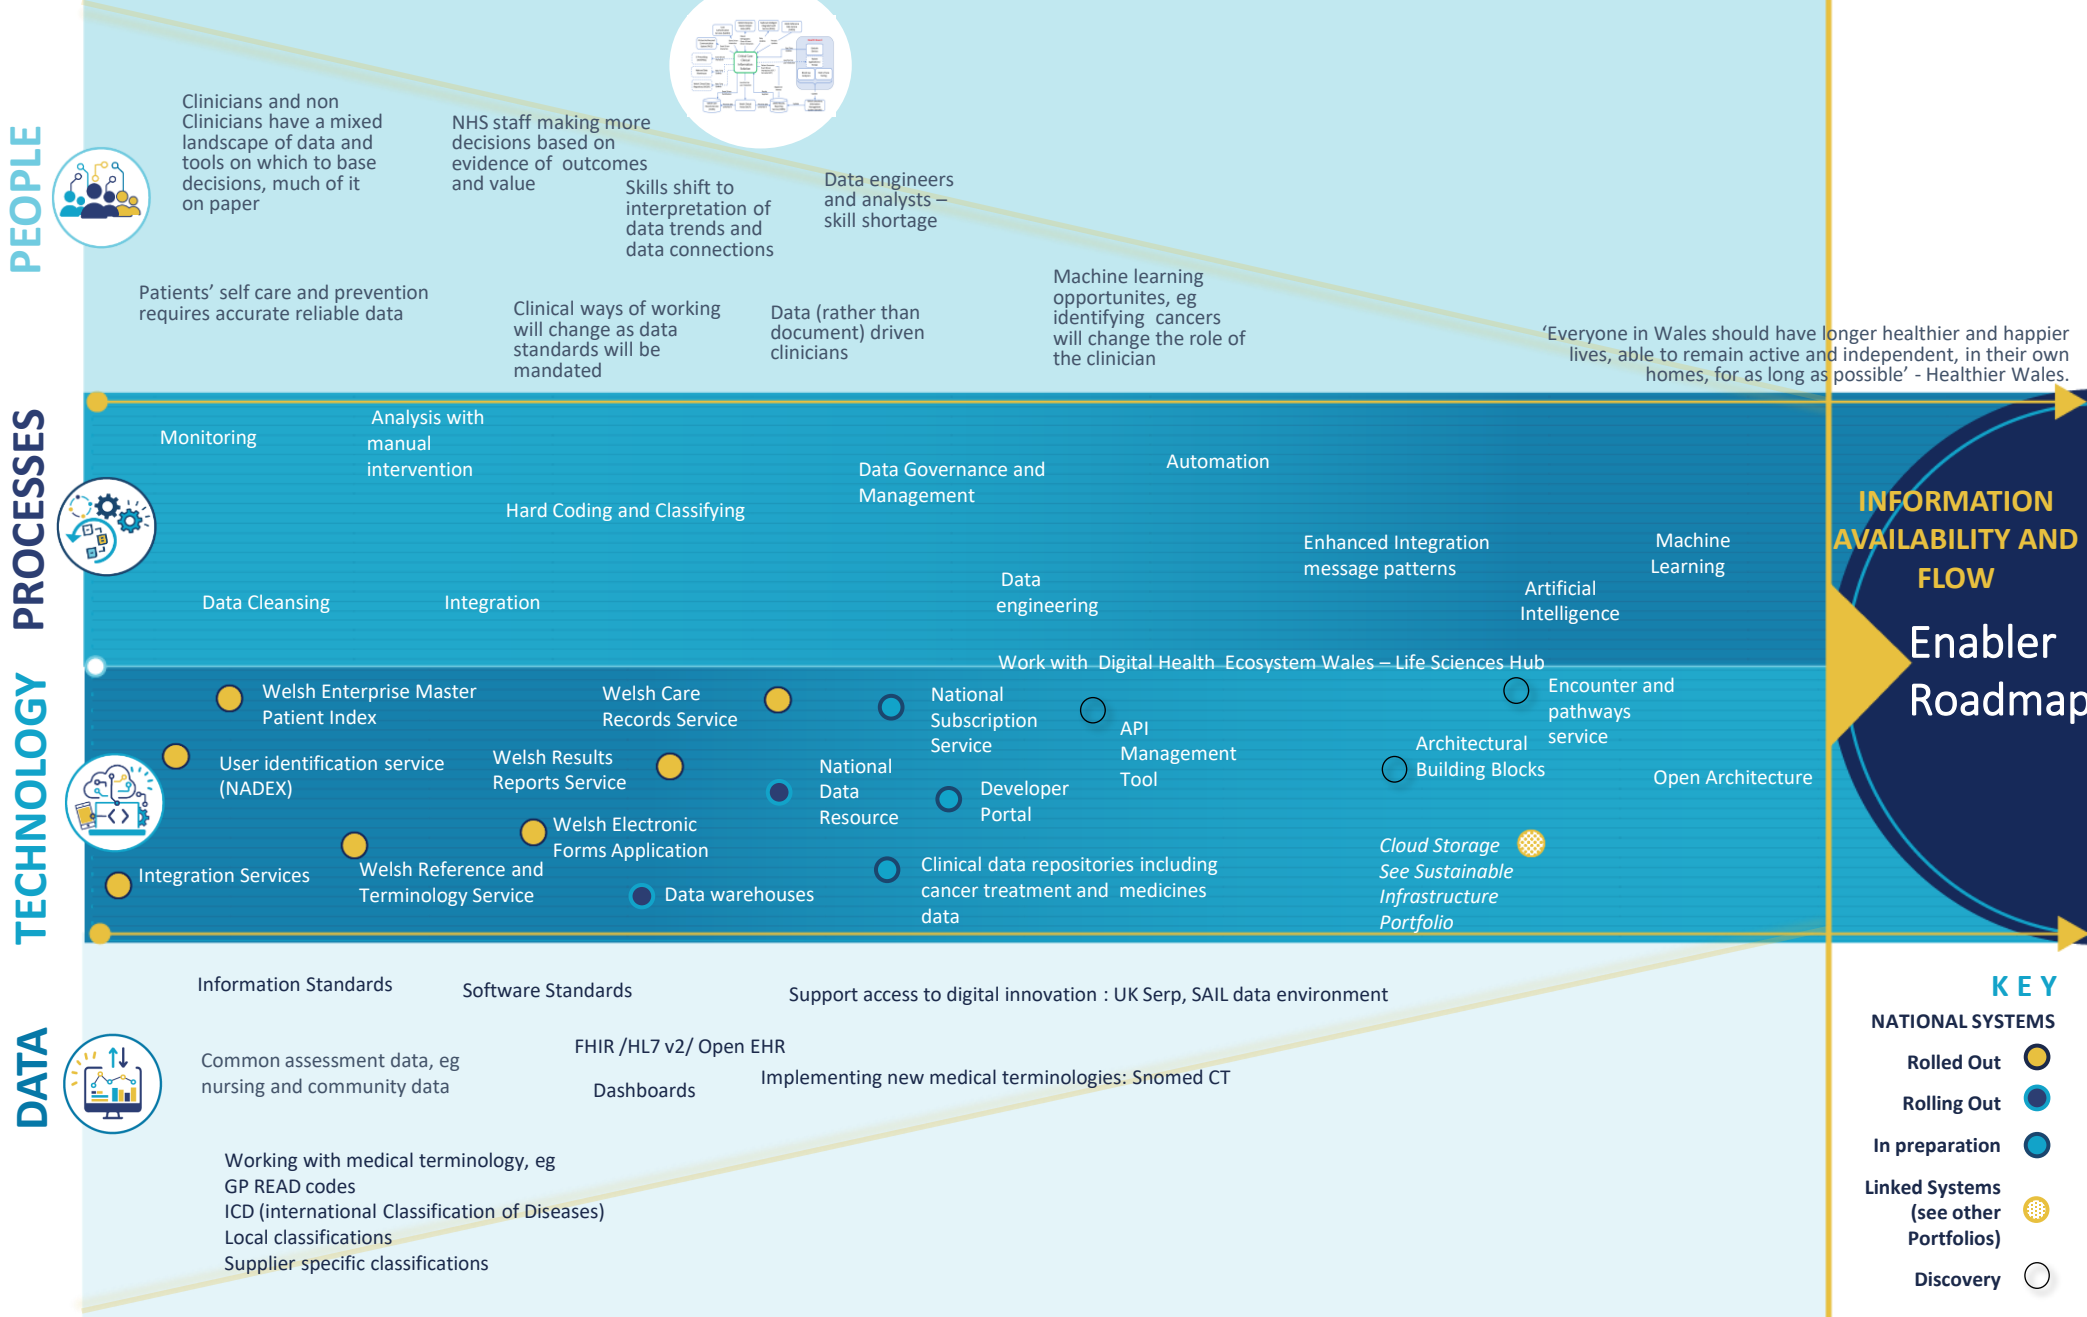 PEOPLE
Clinicians and non
Clinicians have a mixed
landscape of data and
tools on which to base
decisions, much of it
on paper
NHS staff making more
decisions based on
evidence of outcomes
and value
Skills shift to
interpretation of
data trends and
data connections
Data engineers
and analysts –
skill shortage
Patients’ self care and prevention
requires accurate reliable data
Clinical ways of working
will change as data
standards will be
mandated
Data (rather than
document) driven
clinicians
Machine learning
opportunites, eg
identifying cancers
will change the role of
the clinician
‘Everyone in Wales should have longer healthier and happier
lives, able to remain active and independent, in their own
homes, for as long as possible’ - Healthier Wales.
PROCESSES
Monitoring
Analysis with
manual
intervention
Hard Coding and Classifying
Data Governance and
Management
Automation
Enhanced Integration
message patterns
Machine
Learning
Data Cleansing
Integration
Data
engineering
Artificial
Intelligence
INFORMATION
AVAILABILITY AND
FLOW
Enabler
Roadmap
Work with Digital Health Ecosystem Wales – Life Sciences Hub
TECHNOLOGY
Welsh Enterprise Master
Patient Index
Welsh Care
Records Service
National
Subscription
Service
API
Management
Tool
Encounter and
pathways
service
User identification service
(NADEX)
Welsh Results
Reports Service
National
Data
Resource
Developer
Portal
Architectural
Building Blocks
Open Architecture
Integration Services
Welsh Reference and
Terminology Service
Welsh Electronic
Forms Application
Data warehouses
Clinical data repositories including
cancer treatment and medicines
data
Cloud Storage
See Sustainable
Infrastructure
Portfolio
DATA
Information Standards
Software Standards
Support access to digital innovation : UK Serp, SAIL data environment
Common assessment data, eg
nursing and community data
FHIR /HL7 v2/ Open EHR
Dashboards
Implementing new medical terminologies: Snomed CT
Working with medical terminology, eg
GP READ codes
ICD (international Classification of Diseases)
Local classifications
Supplier specific classifications
KEY
NATIONAL SYSTEMS
Rolled Out
Rolling Out
In preparation
Linked Systems
(see other
Portfolios)
Discovery